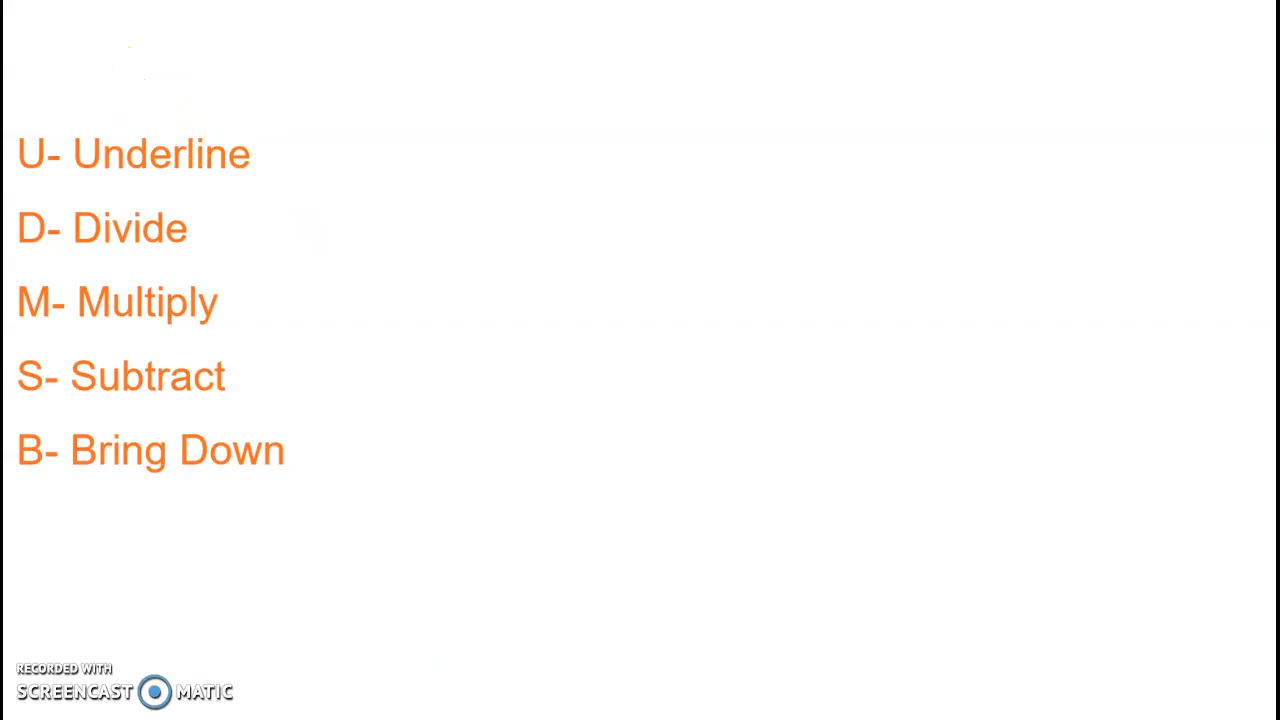 U- Underline
D- Divide
M- Multiply
S- Subtract
B- Bring Down
RECORDED WITH
SCREENCAST MATIC